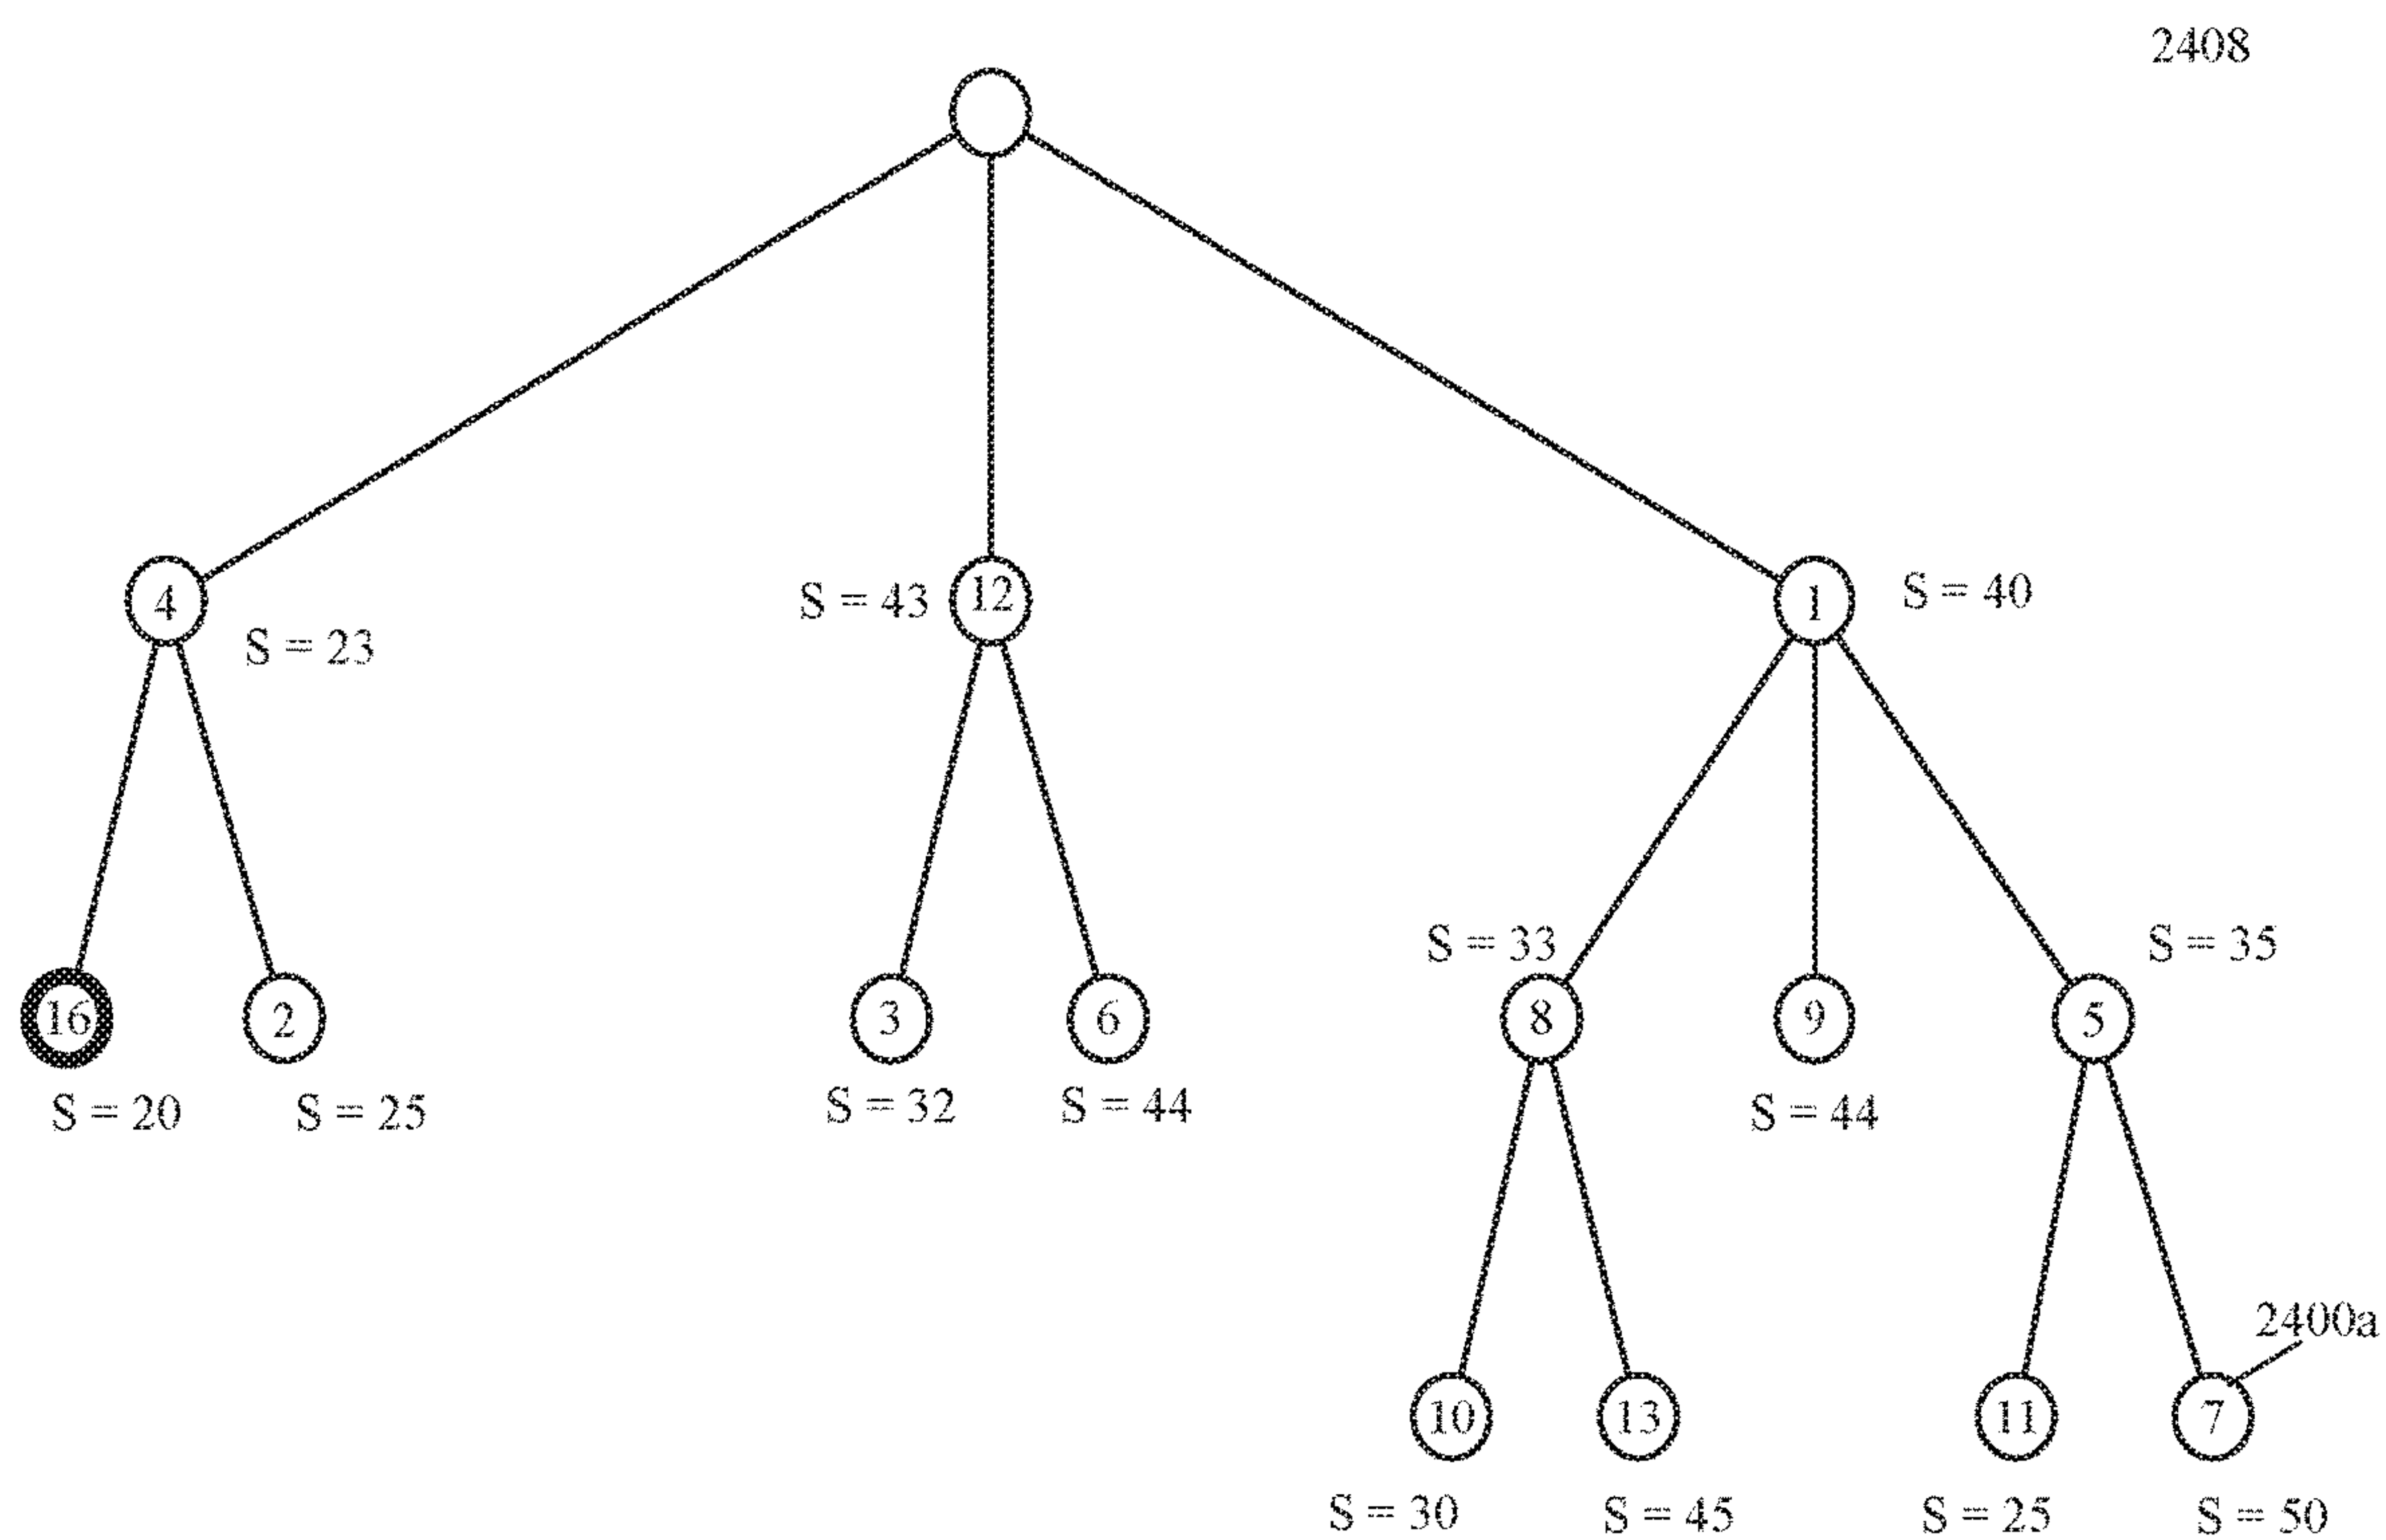 2408
4
S = 23
S = 43
12
1
S = 40
S = 33
S = 35
16
2
3
6
8
9
5
S = 20
S = 25
S = 32
S = 44
S = 44
2400a
10
13
11
7
S = 30
S = 45
S = 25
S = 50